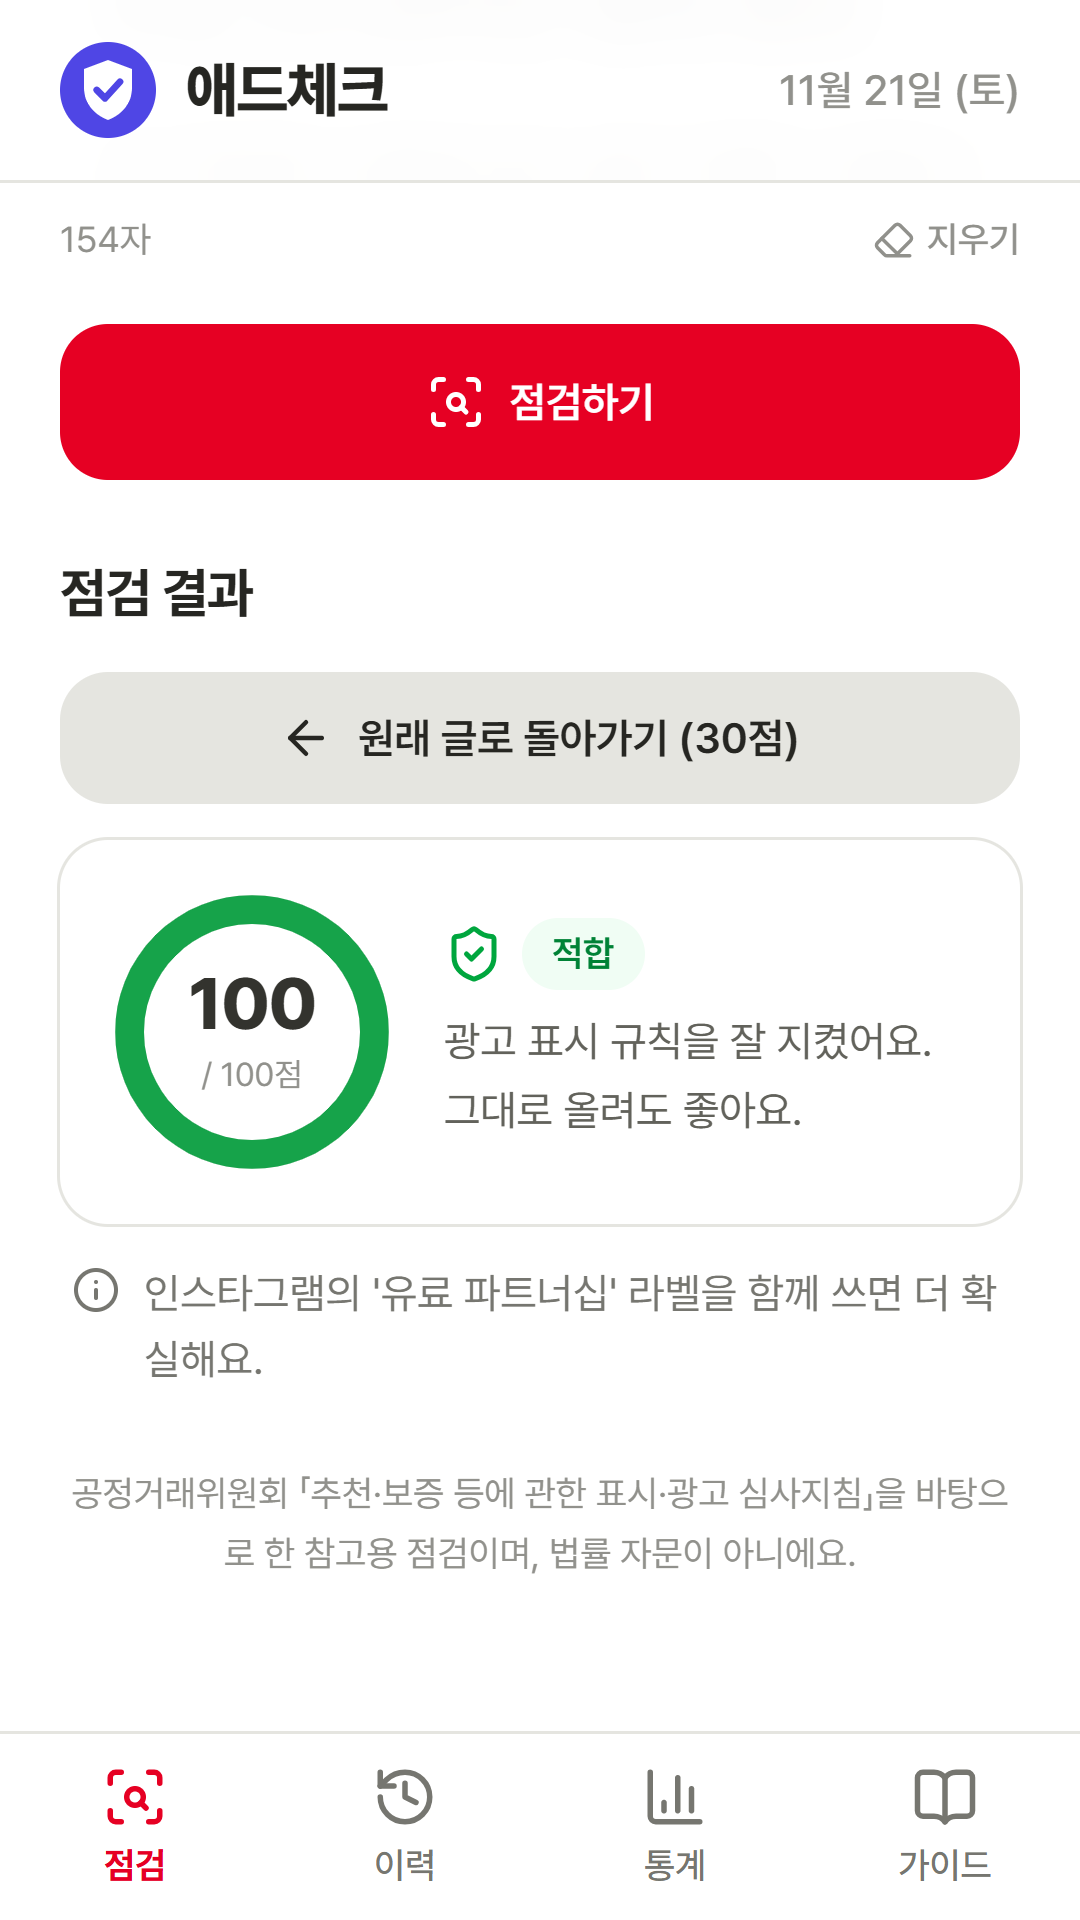 애드체크
11월 21일 (토)
154자
지우기
점검하기
점검 결과
원래 글로 돌아가기 (30점)
100
/ 100점
적합
광고 표시 규칙을 잘 지켰어요.
그대로 올려도 좋아요.
인스타그램의 '유료 파트너십' 라벨을 함께 쓰면 더 확
실해요.
공정거래위원회 「추천·보증 등에 관한 표시·광고 심사지침」을 바탕으
로 한 참고용 점검이며, 법률 자문이 아니에요.
점검
이력
통계
가이드